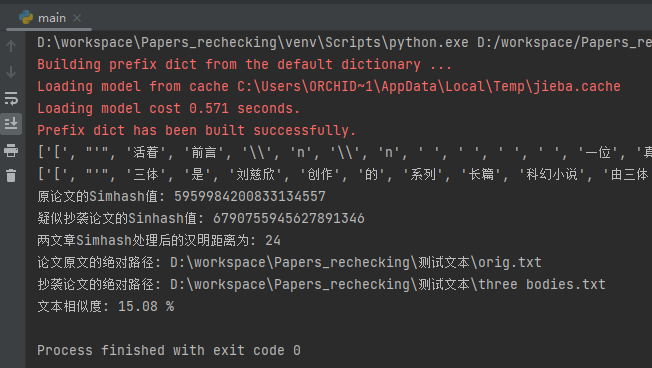 main
D:\workspace\Papers_rechecking\venv\Scripts\python.exe D:/workspace/Papers_re
Building prefix dict from the default dictionary ...
Loading model from cache C:\Users\ORCHID~1\AppData\Local\Temp\jieba.cache
Loading model cost 0.571 seconds.
Prefix dict has been built successfully.
['[', "'", '活着', '前言', '\\', 'n', '\\', 'n', ' ', ' ', ' ', ' ', '一位', '真
['[', "'", '三体', '是', '刘慈欣', '创作', '的', '系列', '长篇', '科幻小说', '由三体
原论文的Simhash值: 5959984200833134557
疑似抄袭论文的Sinhash值: 6790755945627891346
两文章Simhash处理后的汉明距离为: 24
论文原文的绝对路径: D:\workspace\Papers_rechecking\测试文本\orig.txt
抄袭论文的绝对路径: D:\workspace\Papers_rechecking\测试文本\three bodies.txt
文本相似度: 15.08 %
Process finished with exit code 0